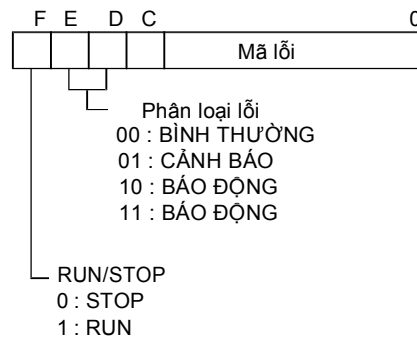 F E D C 0
Mã lỗi
Phân loại lỗi
00 : BÌNH THƯỜNG
01 : CẢNH BÁO
10 : BÁO ĐỘNG
11 : BÁO ĐỘNG
RUN/STOP
0 : STOP
1 : RUN